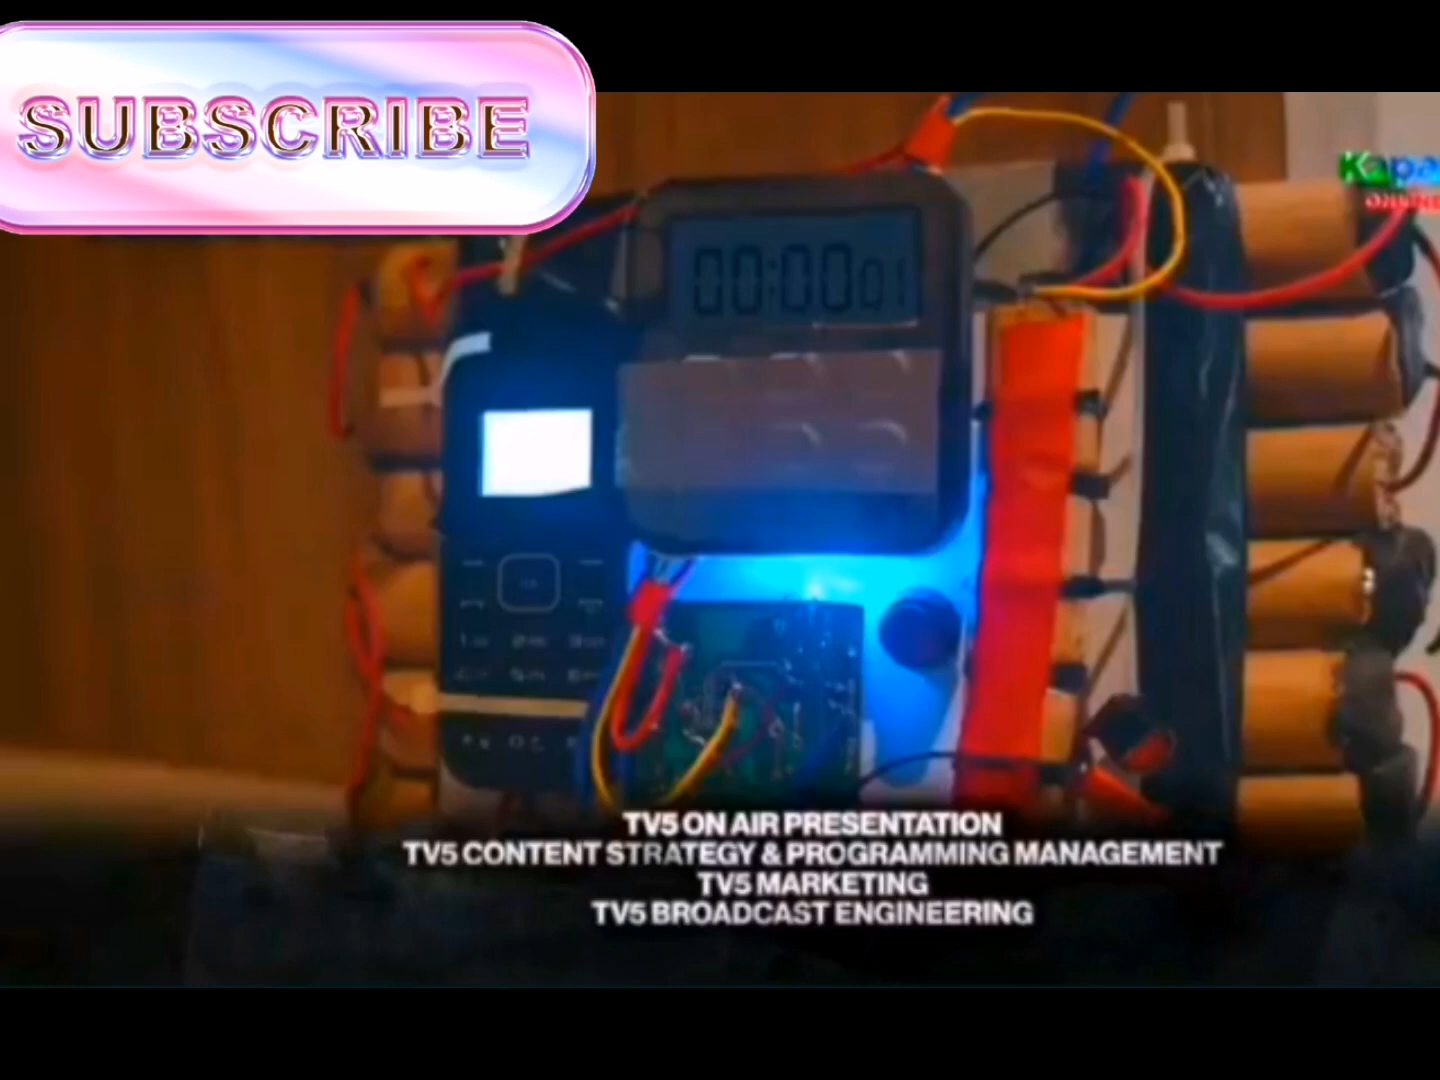 SUBSCRIBE
00:00 01
TV5 ON AIR PRESENTATION
TV5 CONTENT STRATEGY & PROGRAMMING MANAGEMENT
TV5 MARKETING
TV5 BROADCAST ENGINEERING